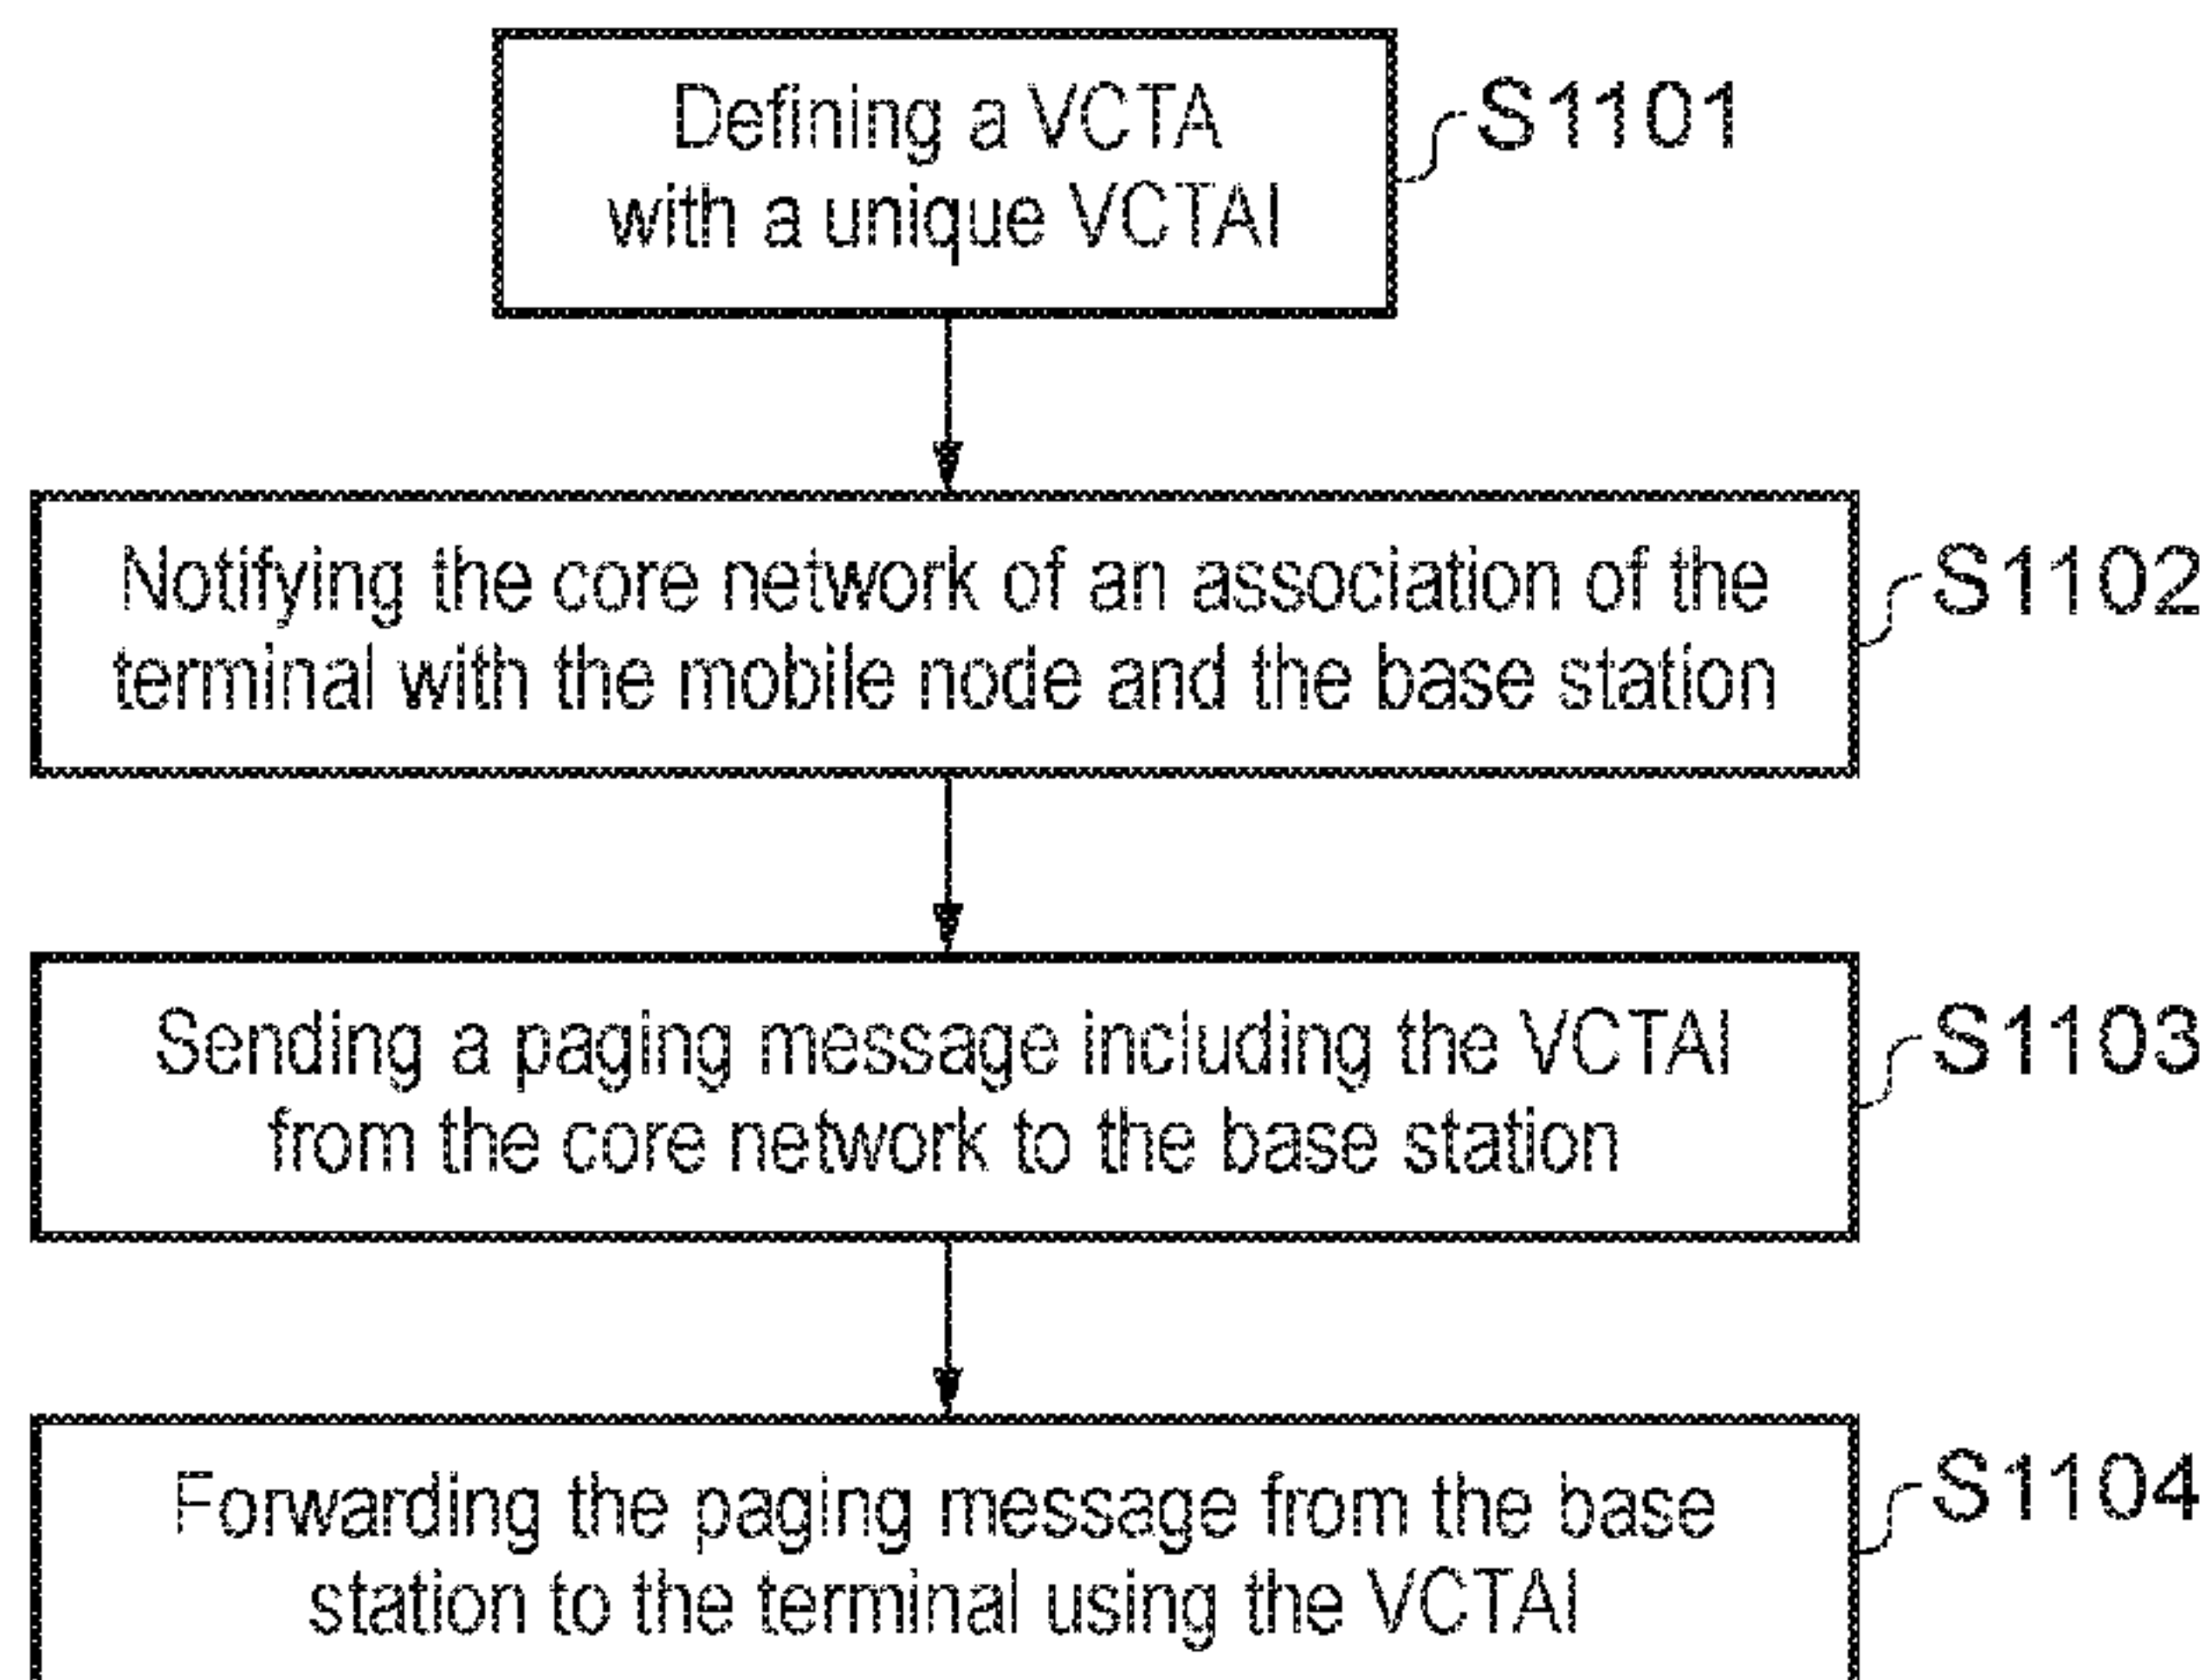 Defining a VCTA
with a unique VCTAI
S1101
Notifying the core network of an association of the
terminal with the mobile node and the base station
S1102
Sending a paging message including the VCTAI
from the core network to the base station
S1103
Forwarding the paging message from the base
station to the terminal using the VCTAI
S1104